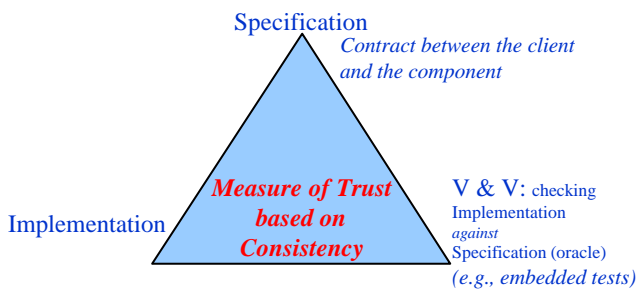 Specification
Contract between the client
and the component
Measure of Trust
based on
Consistency
Implementation
V & V: checking
Implementation
against
Specification (oracle)
(e.g., embedded tests)